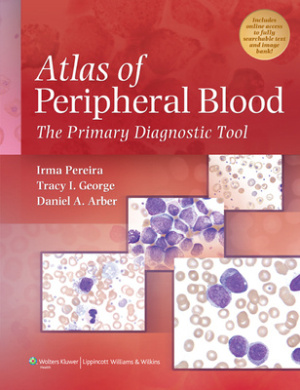 Includes
online access to
fully
searchable text
and image
bank!
Atlas of
Peripheral Blood
The Primary Diagnostic Tool
Irma Pereira
Tracy I. George
Daniel A. Arber
Wolters Kluwer | Lippincott Williams & Wilkins
Health